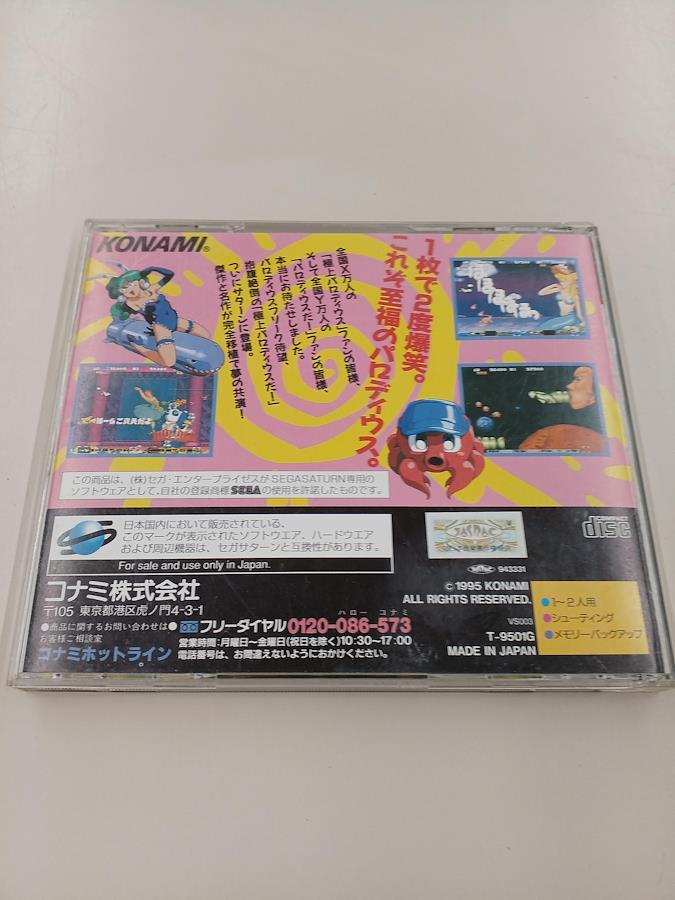 KONAMI®
1枚で2度爆笑。
これぞ至福のパロディウス。
全国X万人の
「極上パロディウス」ファンの皆様、
そして全国Y万人の
「パロディウスだ!」ファンの皆様、
本当にお待たせしました。
パロディウスフリーク待望、
抱腹絶倒の「極上パロディウスだ!」
ついにサターンに登場。
傑作と名作が完全移植で夢の共演!
この商品は、(株)セガ・エンタープライゼスがSEGASATURN専用の
ソフトウェアとして、自社の登録商標SEGAの使用を許諾したものです。
日本国内において販売されている、
このマークが表示されたソフトウエア、ハードウエア
および周辺機器は、セガサターンと互換性があります。
For sale and use only in Japan.
JASRAC
COMPACT
disc
943331
コナミ株式会社
〒105 東京都港区虎ノ門4-3-1
●商品に関するお問い合わせは●
お客様ご相談室
コナミホットライン。
ハロー コナミ
フリーダイヤル0120-086-573
営業時間:月曜日〜金曜日(祝日を除く)10:30〜17:00
電話番号は、お間違えないようにおかけください。
©1995 KONAMI
ALL RIGHTS RESERVED.
VS003
T-9501G
MADE IN JAPAN
●1〜2人用
●シューティング
●メモリーバックアップ